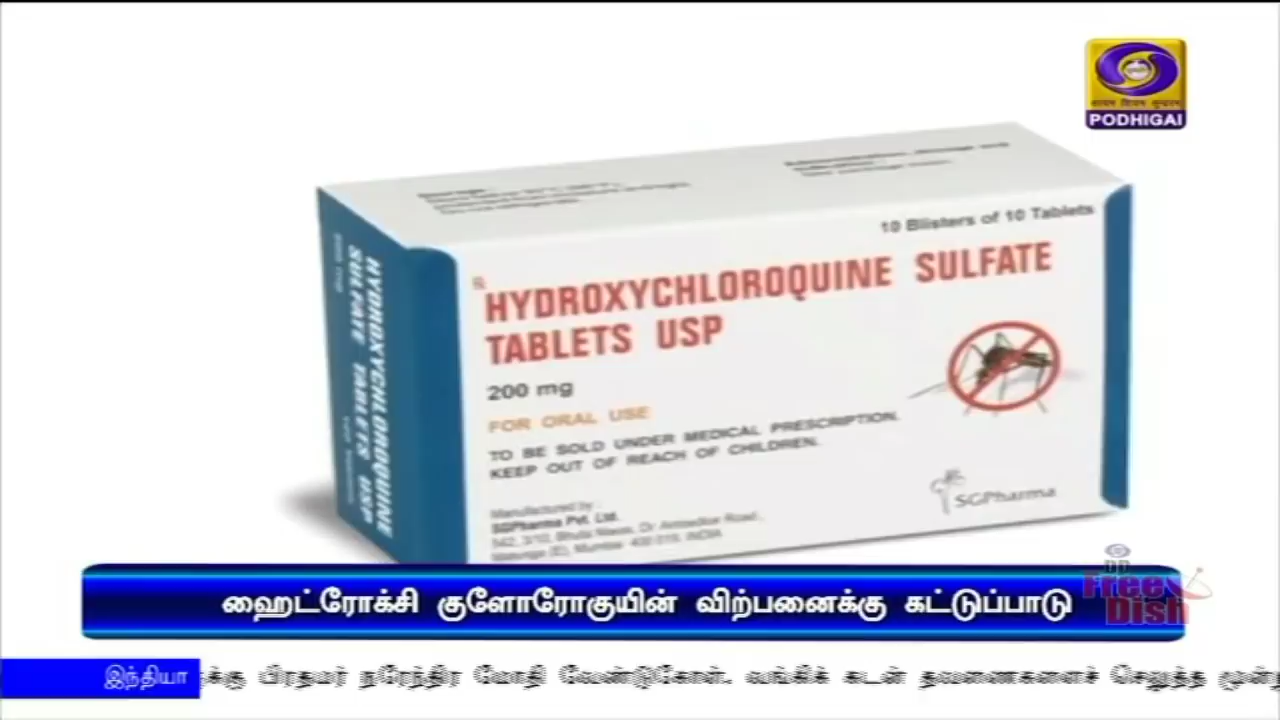 PODHIGAI
10 Blisters of 10 Tablets
HYDROXYCHLOROQUINE SULFATE
TABLETS USP
200 mg
FOR ORAL USE
TO BE SOLD UNDER MEDICAL PRESCRIPTION.
KEEP OUT OF REACH OF CHILDREN.
SGPharma
Manufactured by :
SGPharma Pvt. Ltd.
HYDROXYCHLOROQUINE
SULFATE TABLETS USP
ஹைட்ரோக்சி குளோரோகுயின் விற்பனைக்கு கட்டுப்பாடு
DD
Free
Dish
இந்தியா
பிரதமர் நரேந்திர மோதி வேண்டுகோள். வங்கிக் கடன் தவணைகளைச் செலுத்த